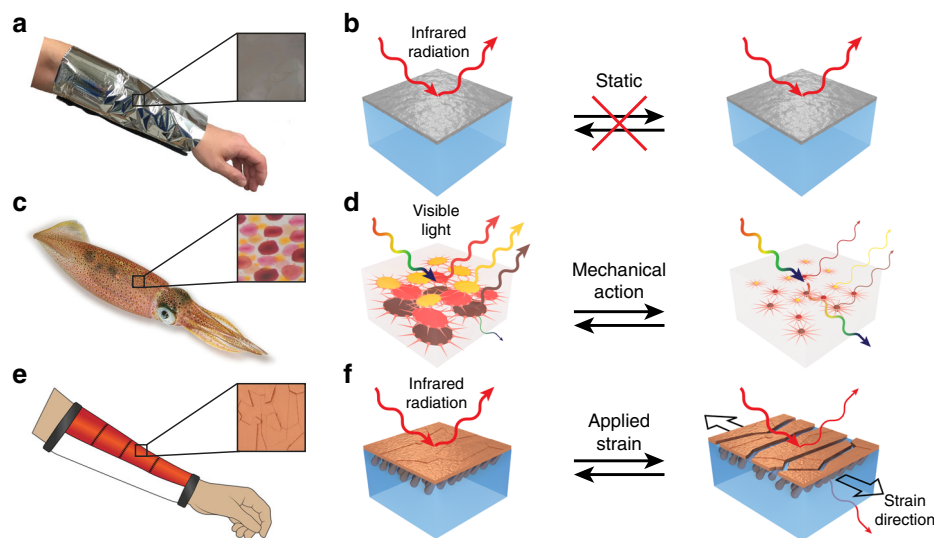 a
b
Infrared
radiation
Static
c
d
Visible
light
Mechanical
action
e
f
Infrared
radiation
Applied
strain
Strain
direction